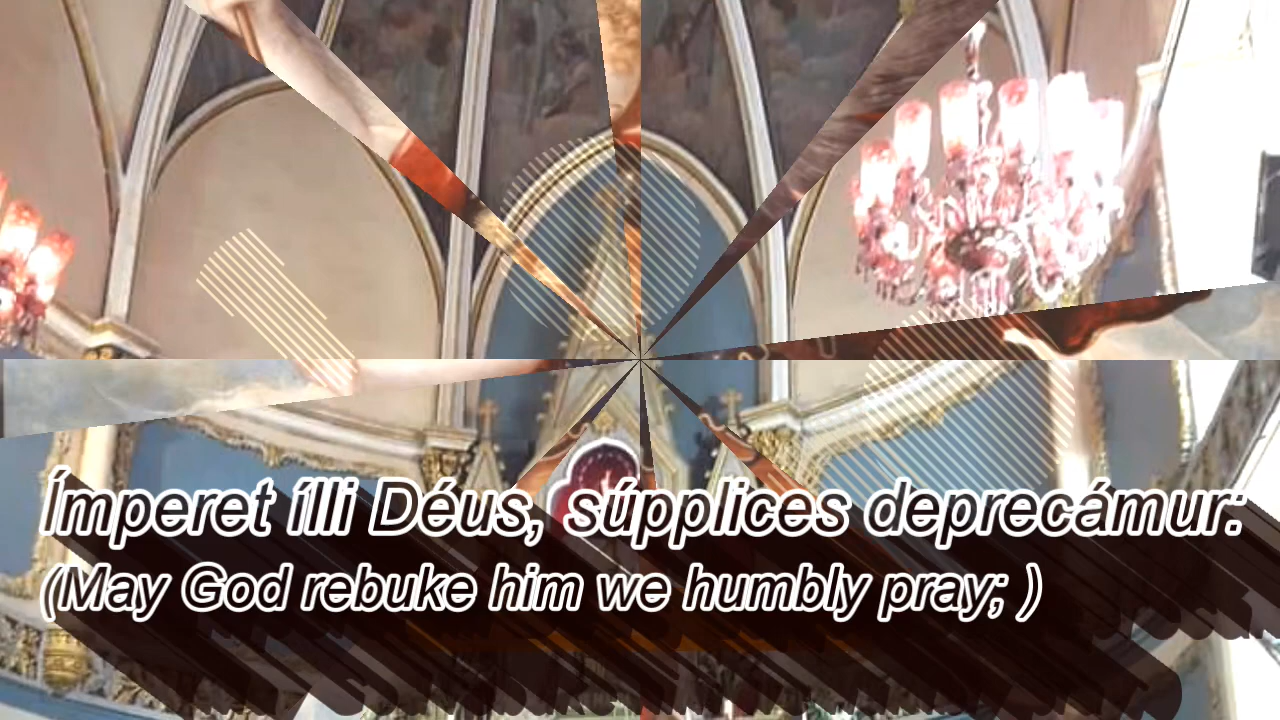 Ímperet ílli Déus, súpplices deprecámur:
(May God rebuke him we humbly pray; )